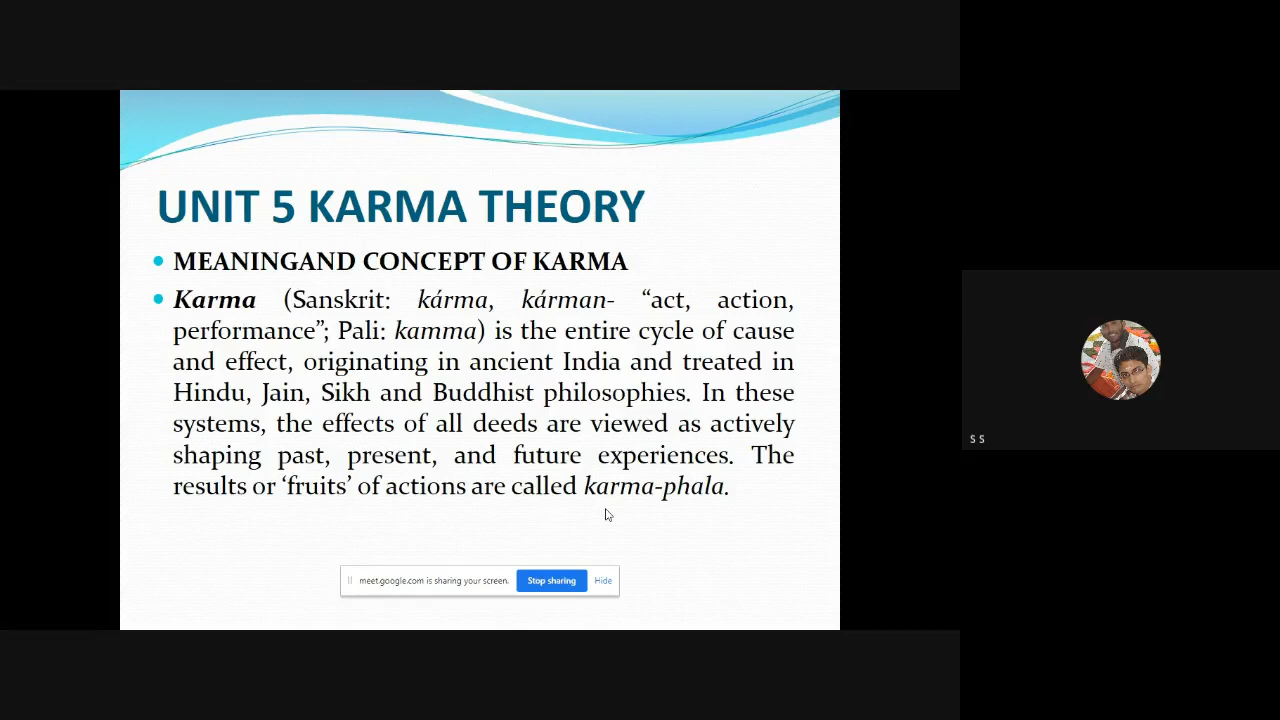 UNIT 5 KARMA THEORY
MEANINGAND CONCEPT OF KARMA
Karma (Sanskrit: kárma, kárman- “act, action,
performance”; Pali: kamma) is the entire cycle of cause
and effect, originating in ancient India and treated in
Hindu, Jain, Sikh and Buddhist philosophies. In these
systems, the effects of all deeds are viewed as actively
shaping past, present, and future experiences. The
results or ‘fruits’ of actions are called karma-phala.
meet.google.com is sharing your screen. Stop sharing Hide
S S